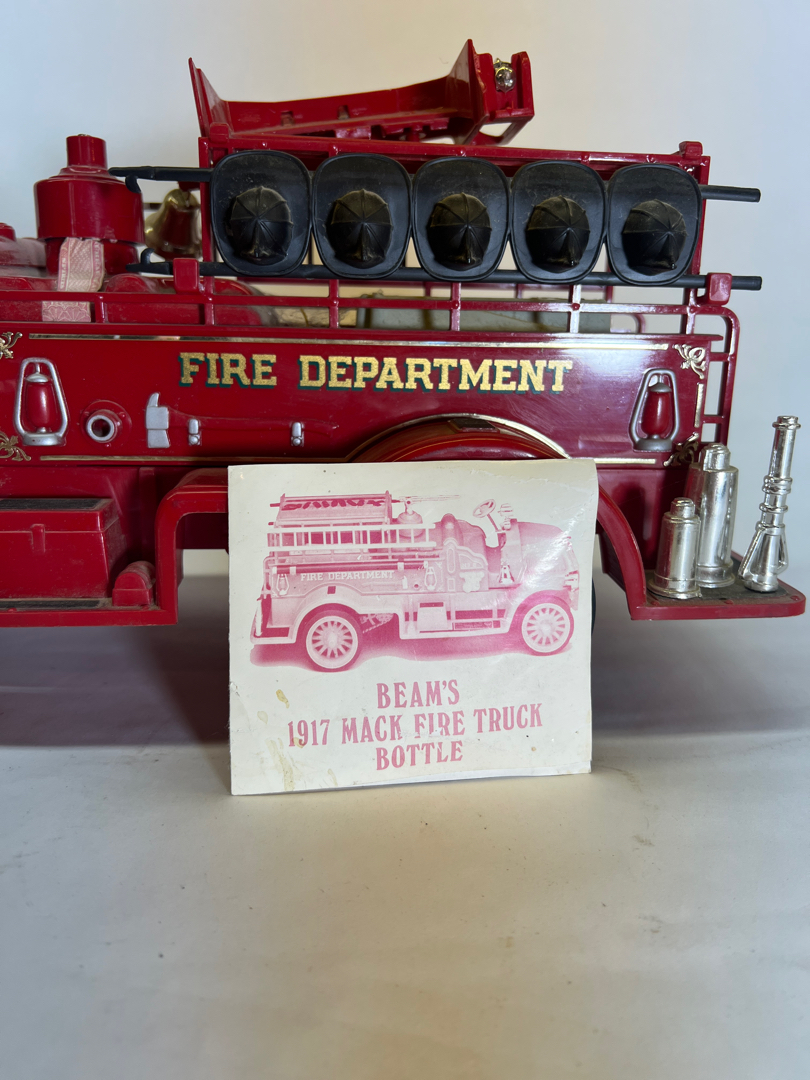 FIRE DEPARTMENT
FIRE DEPARTMENT
BEAM'S
1917 MACK FIRE TRUCK
BOTTLE